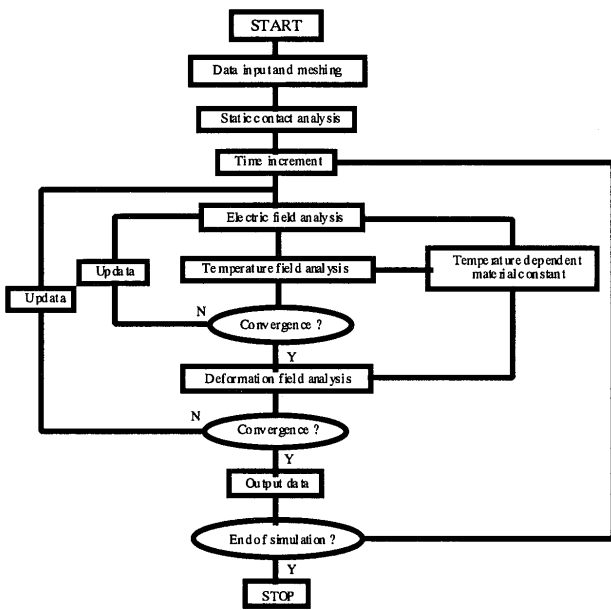 START
Data input and meshing
Static contact analysis
Time increment
Electric field analysis
Updata
Temperature field analysis
Temperature dependent
material constant
Updata
N
Convergence ?
Y
Deformation field analysis
N
Convergence ?
Y
Output data
End of simulation ?
Y
STOP